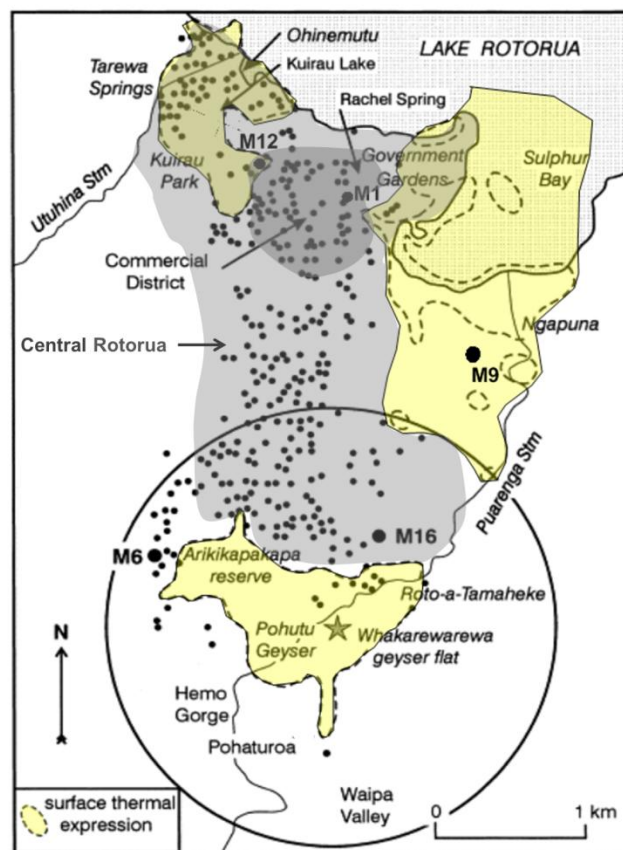 Ohinemutu
LAKE ROTORUA
Tarewa
Springs
Kuirau Lake
Rachel Spring
M12
Government
Gardens
Sulphur
Bay
Kuirau
Park
M1
Utuhina Stm
Commercial
District
Ngapuna
Central Rotorua
M9
Puarenga Stm
M16
M6
Arikikapakapa
reserve
Roto-a-Tamaheke
Pohutu
Geyser
Whakarewarewa
geyser flat
N
Hemo
Gorge
Pohaturoa
Waipa
Valley
surface thermal
expression
0 1 km